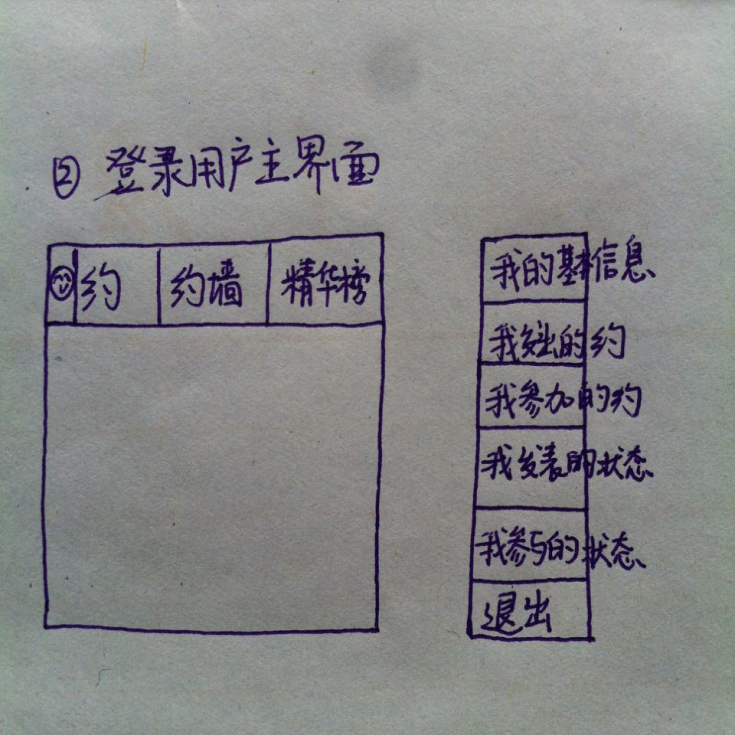 ② 登录用户主界面
约 约墙 精华榜
我的基本信息
我发出的约
我参加的约
我发表的状态
我参与的状态
退出